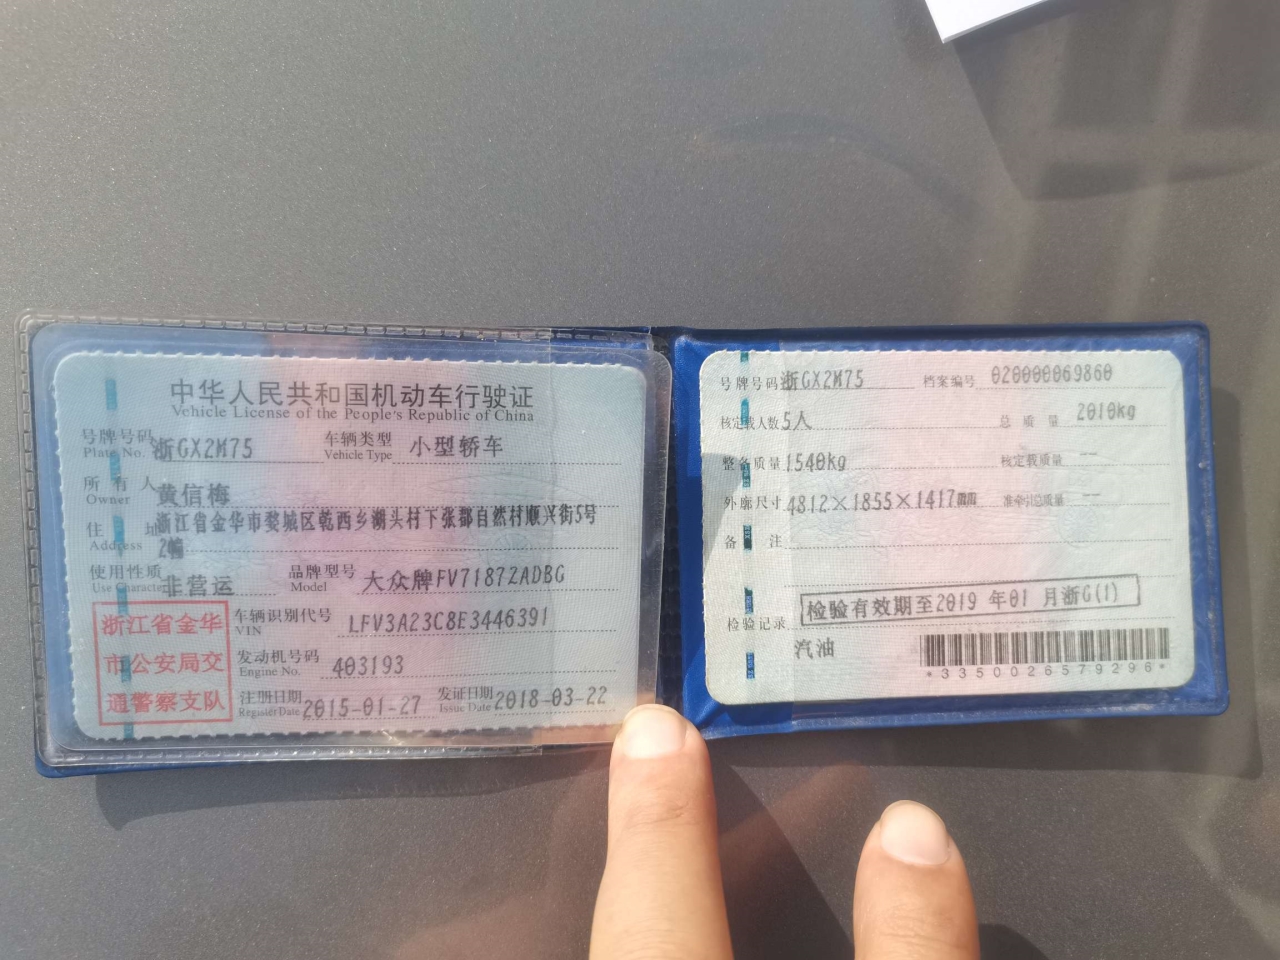 中华人民共和国机动车行驶证
Vehicle License of the People's Republic of China
号牌号码 浙GX2M75 车辆类型 小型轿车
Plate No. Vehicle Type
所有人 黄信梅
Owner
住址 浙江省金华市婺城区乾西乡湖头村下张都自然村顺兴街5号
Address 2幢
使用性质 非营运 品牌型号 大众牌FV71872ADBG
Use Character Model
浙江省金华
市公安局交
通警察支队
车辆识别代号 LFV3A23C8E3446391
VIN
发动机号码 403193
Engine No.
注册日期 2015-01-27 发证日期 2018-03-22
Register Date Issue Date
号牌号码 浙GX2M75 档案编号 020000069860
核定载人数 5人 总质量 2010kg
整备质量 1540kg 核定载质量 --
外廓尺寸 4812×1855×1417mm 准牵引总质量 --
备注
检验有效期至2019 年01 月浙G(1)
检验记录
汽油
*3350026579296*